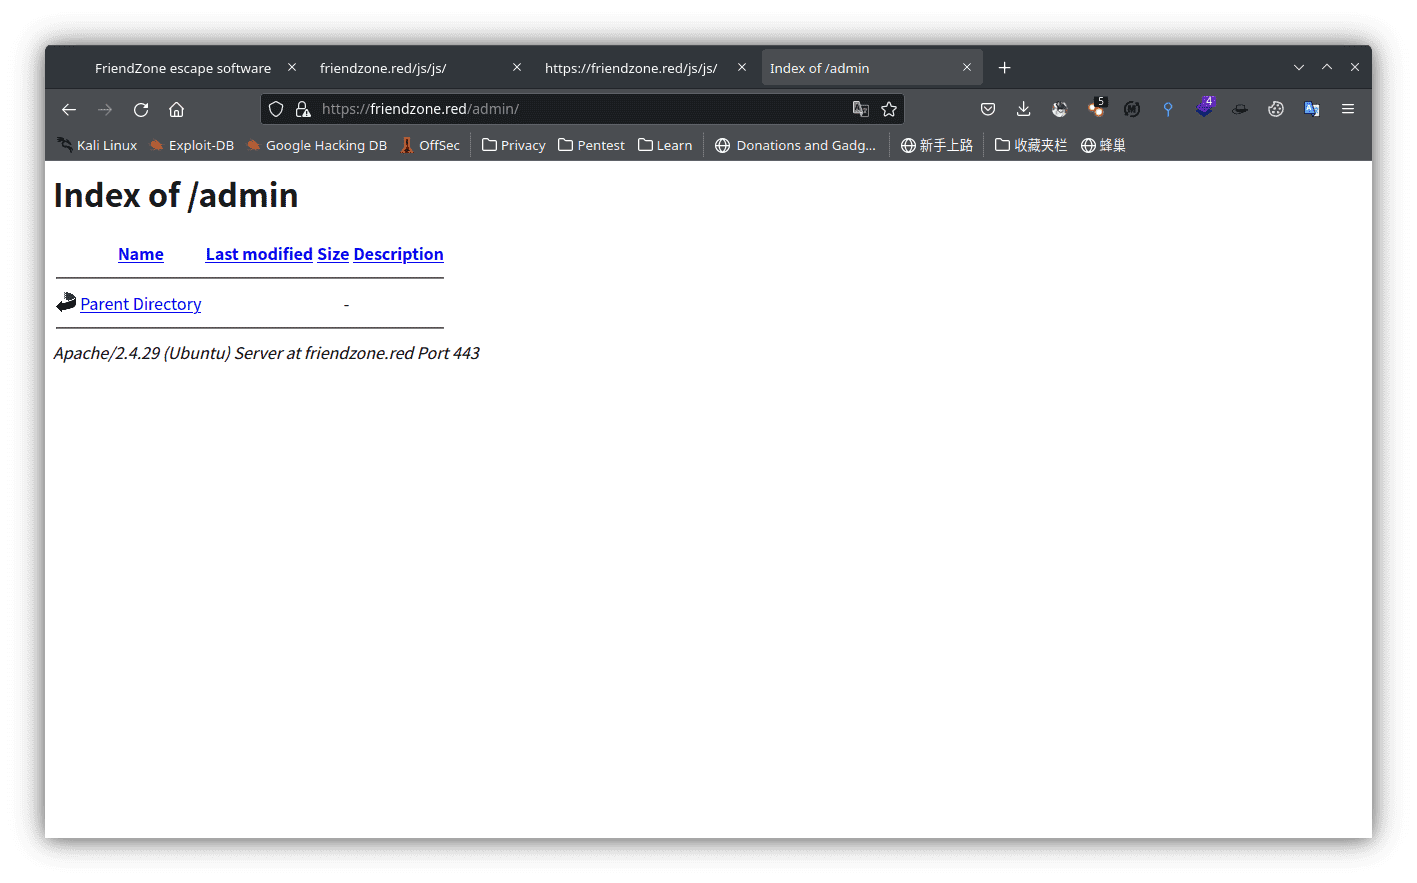 FriendZone escape software friendzone.red/js/js/ https://friendzone.red/js/js/ Index of /admin
https://friendzone.red/admin/ 5 4
Kali Linux Exploit-DB Google Hacking DB OffSec Privacy Pentest Learn Donations and Gadg... 新手上路 收藏夹栏 蜂巢
Index of /admin
Name Last modified Size Description
Parent Directory -
Apache/2.4.29 (Ubuntu) Server at friendzone.red Port 443